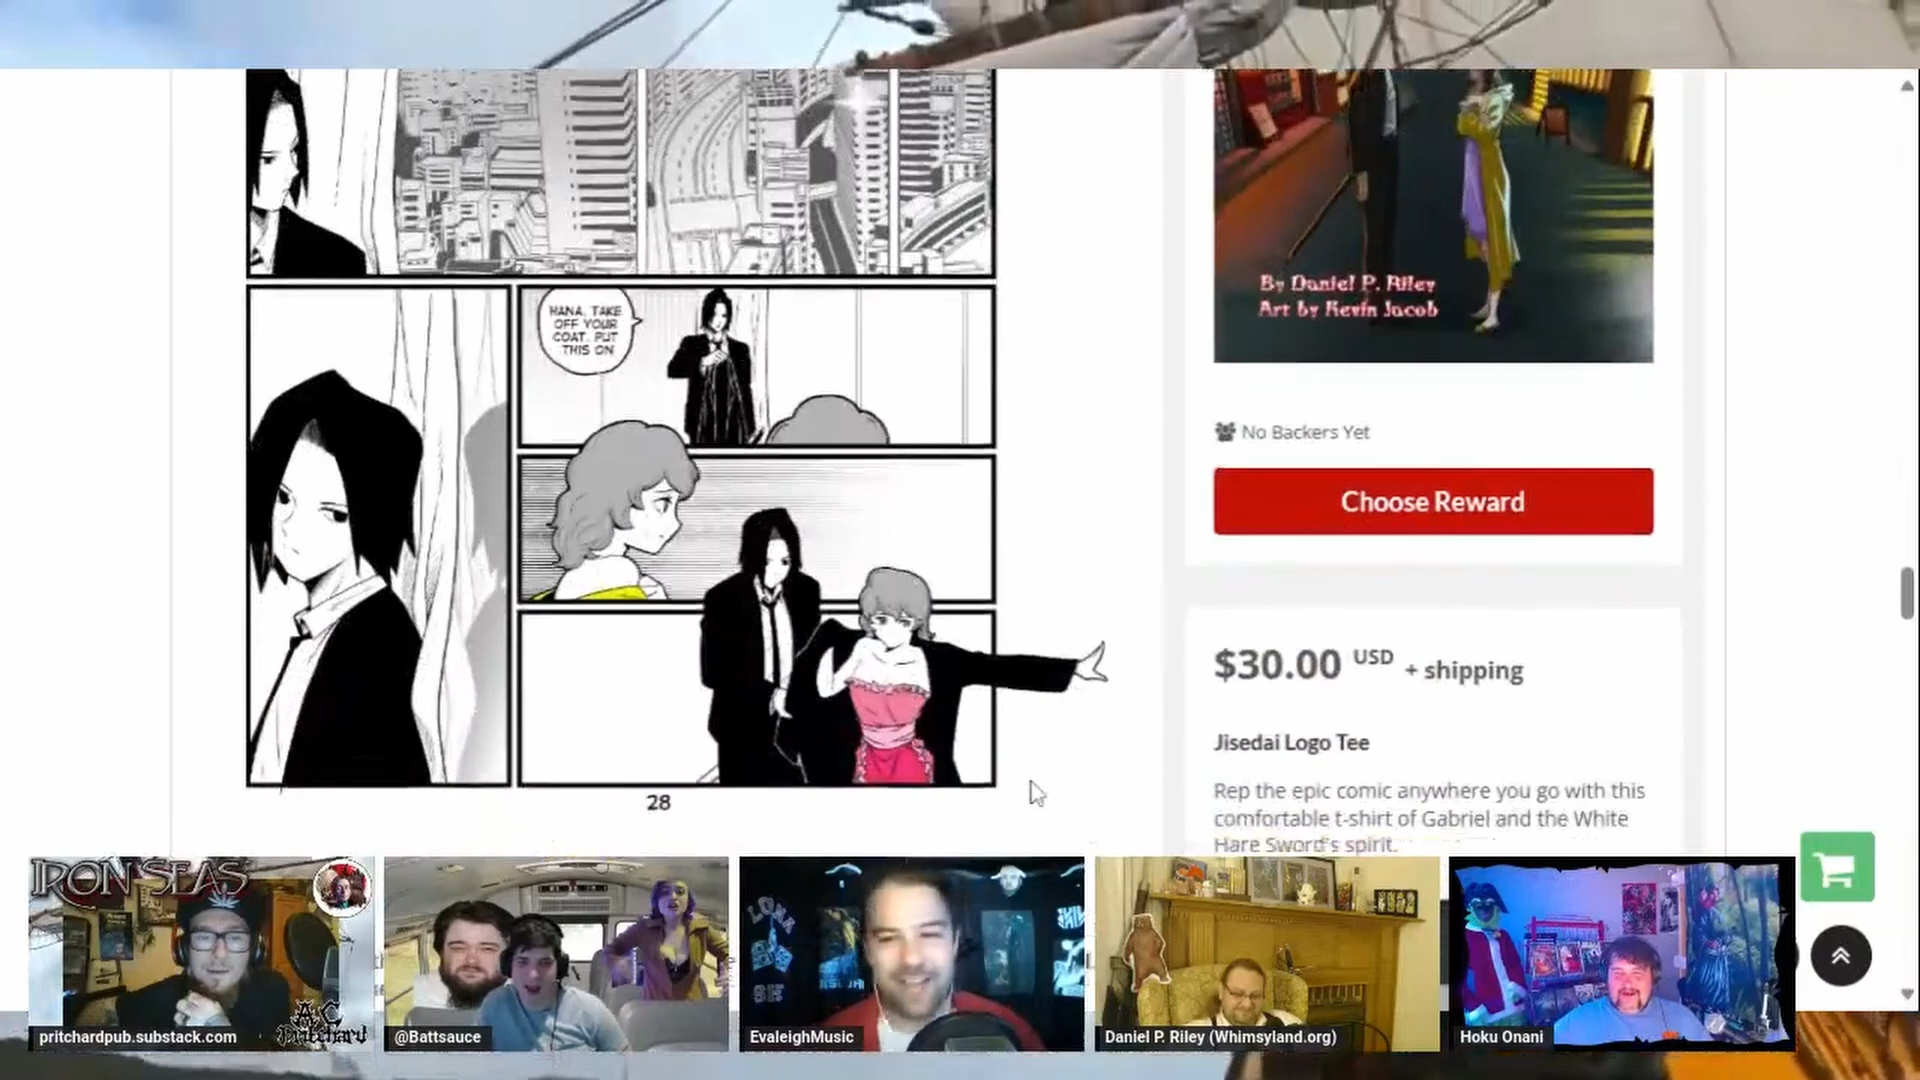 HANA, TAKE
OFF YOUR
COAT. PUT
THIS ON
28
By Daniel P. Riley
Art by Kevin Jacob
No Backers Yet
Choose Reward
$30.00 USD + shipping
Jisedai Logo Tee
Rep the epic comic anywhere you go with this
comfortable t-shirt of Gabriel and the White
Hare Sword's spirit.
IRON SEAS
AC
Pritchard
pritchardpub.substack.com
@Battsauce
EvaleighMusic
Daniel P. Riley (Whimsyland.org)
Hoku Onani